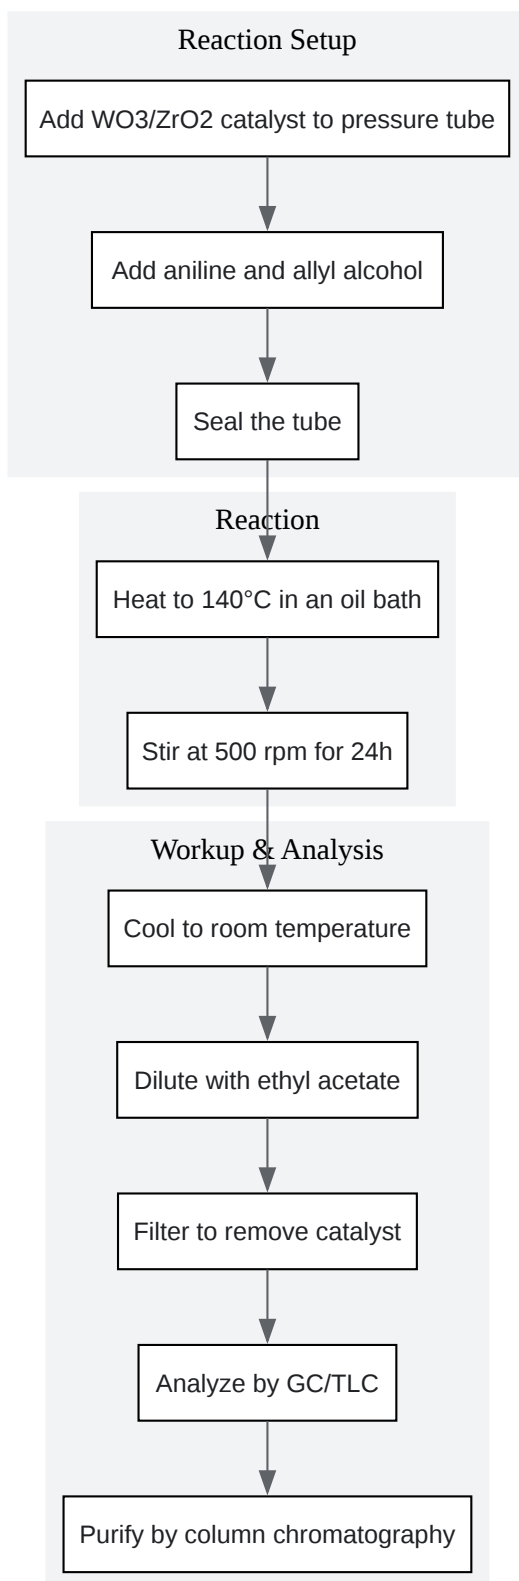 Reaction Setup
Add WO3/ZrO2 catalyst to pressure tube
Add aniline and allyl alcohol
Seal the tube
Reaction
Heat to 140°C in an oil bath
Stir at 500 rpm for 24h
Workup & Analysis
Cool to room temperature
Dilute with ethyl acetate
Filter to remove catalyst
Analyze by GC/TLC
Purify by column chromatography